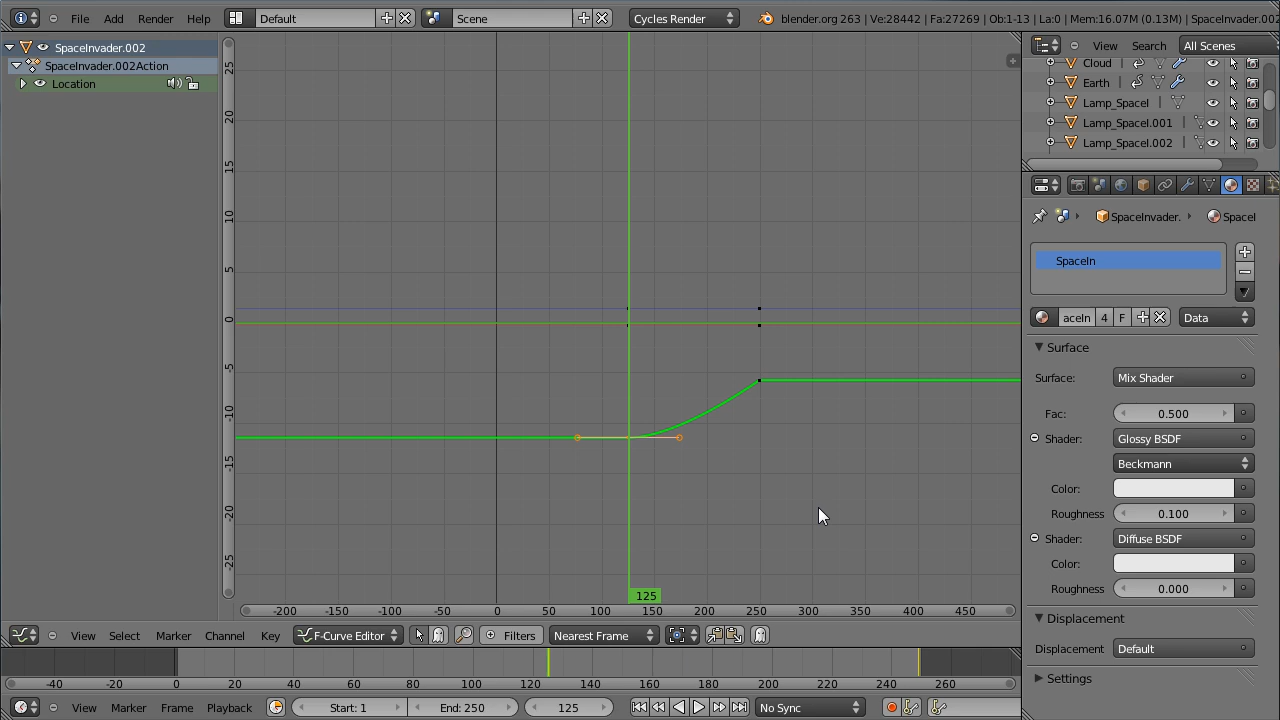 File Add Render Help Default Scene Cycles Render blender.org 263 | Ve:28442 | Fa:27269 | Ob:1-13 | La:0 | Mem:16.07M (0.13M) | SpaceInvader.002
SpaceInvader.002
SpaceInvader.002Action
Location
25
20
15
10
5
0
-5
-10
-15
-20
-25
125
-200 -150 -100 -50 0 50 100 150 200 250 300 350 400 450
View Select Marker Channel Key F-Curve Editor Filters Nearest Frame
-40 -20 0 20 40 60 80 100 120 140 160 180 200 220 240 260
View Marker Frame Playback Start: 1 End: 250 125 No Sync
View Search All Scenes
Cloud
Earth
Lamp_SpaceI
Lamp_SpaceI.001
Lamp_SpaceI.002
SpaceInvader. SpaceI
SpaceIn
aceIn 4 F Data
Surface
Surface: Mix Shader
Fac: 0.500
Shader: Glossy BSDF
Beckmann
Color:
Roughness 0.100
Shader: Diffuse BSDF
Color:
Roughness 0.000
Displacement
Displacement Default
Settings